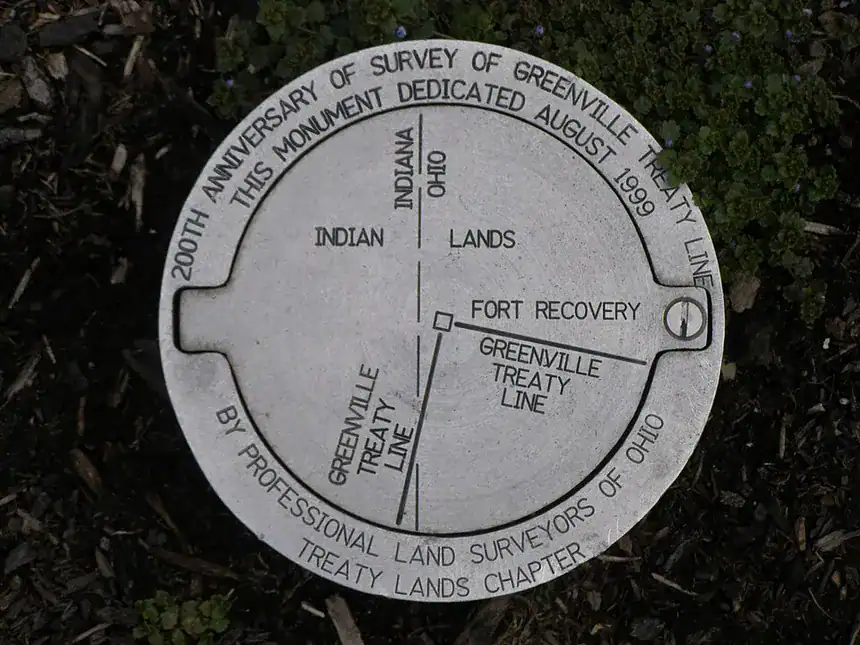 200TH ANNIVERSARY OF SURVEY OF GREENVILLE TREATY LINE
THIS MONUMENT DEDICATED AUGUST 1999
INDIANA
OHIO
INDIAN LANDS
FORT RECOVERY
GREENVILLE
TREATY
LINE
GREENVILLE
TREATY
LINE
BY PROFESSIONAL LAND SURVEYORS OF OHIO
TREATY LANDS CHAPTER